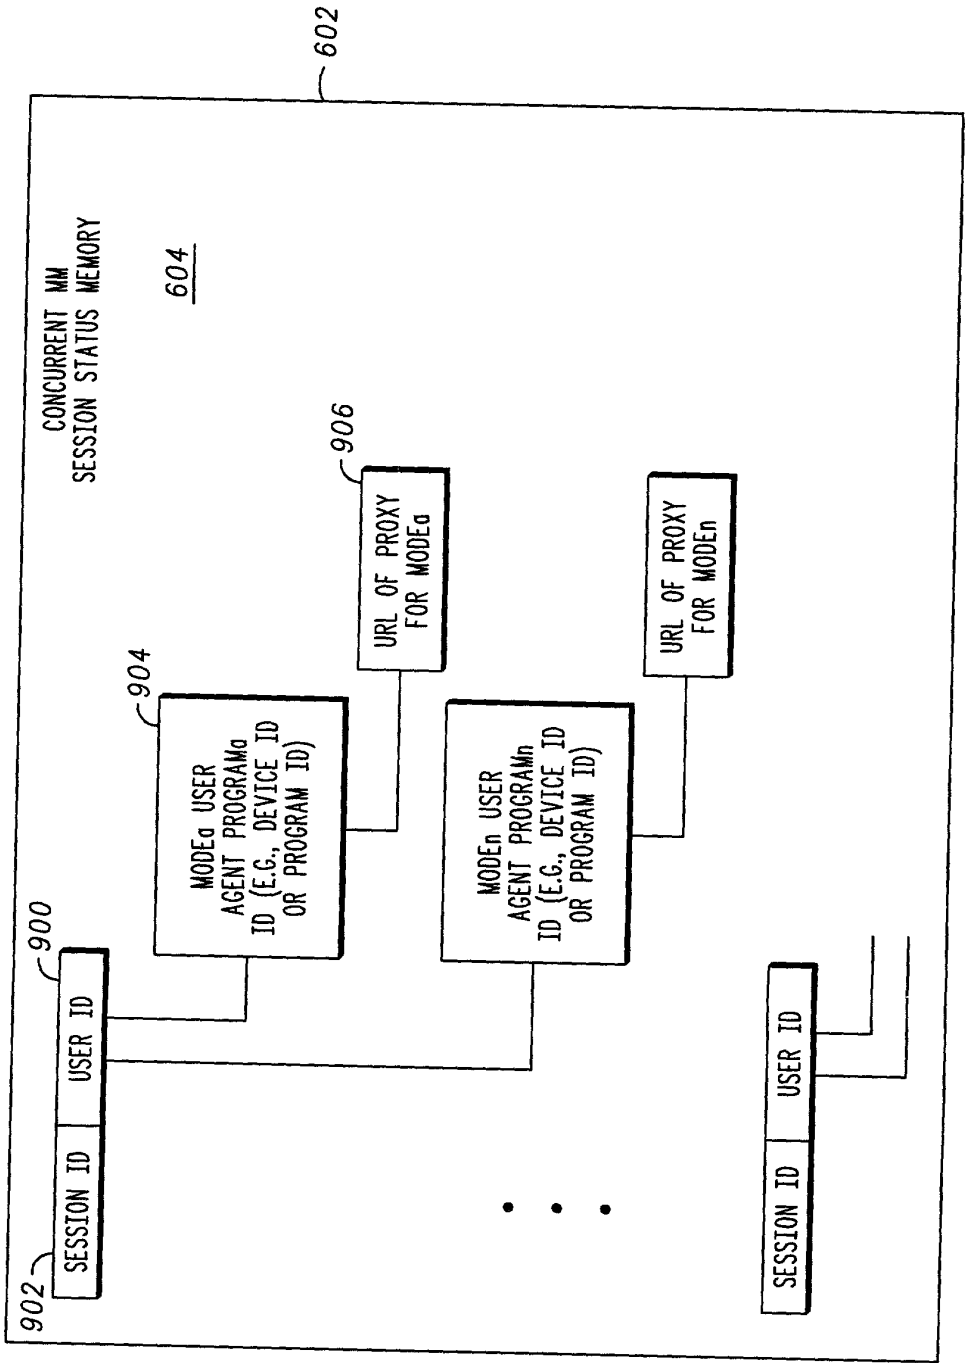 602
CONCURRENT MM
SESSION STATUS MEMORY
604
902
SESSION ID
USER ID
900
MODEa USER
AGENT PROGRAMa
ID (E.G., DEVICE ID
OR PROGRAM ID)
904
URL OF PROXY
FOR MODEa
906
MODEn USER
AGENT PROGRAMn
ID (E.G., DEVICE ID
OR PROGRAM ID)
URL OF PROXY
FOR MODEn
SESSION ID
USER ID